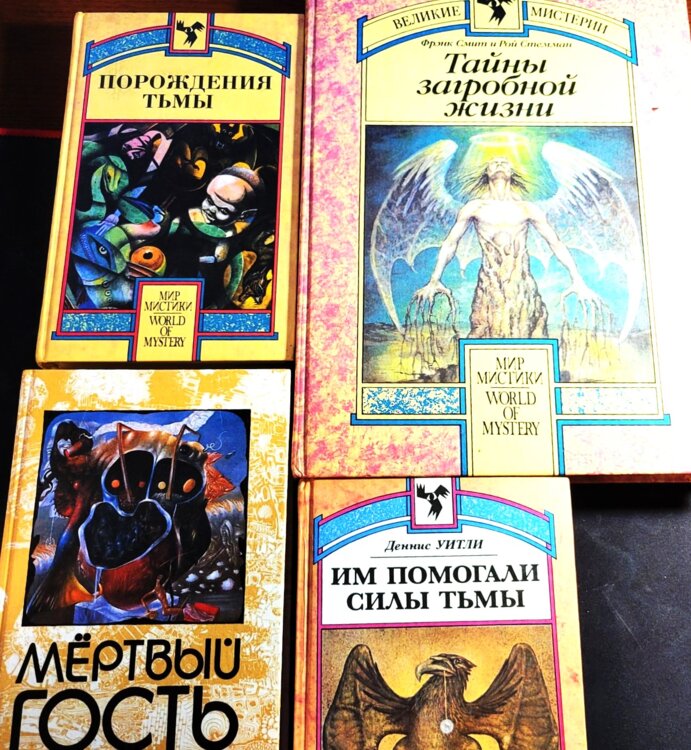 ПОРОЖДЕНИЯ
ТЬМЫ
МИР
МИСТИКИ
WORLD
OF
MYSTERY
ВЕЛИКИЕ МИСТЕРИИ
Фрэнк Смит и Рой Стемман
Тайны
загробной
жизни
МИР
МИСТИКИ
WORLD
OF
MYSTERY
МЁРТВЫЙ
ГОСТЬ
Деннис УИТЛИ
ИМ ПОМОГАЛИ
СИЛЫ ТЬМЫ